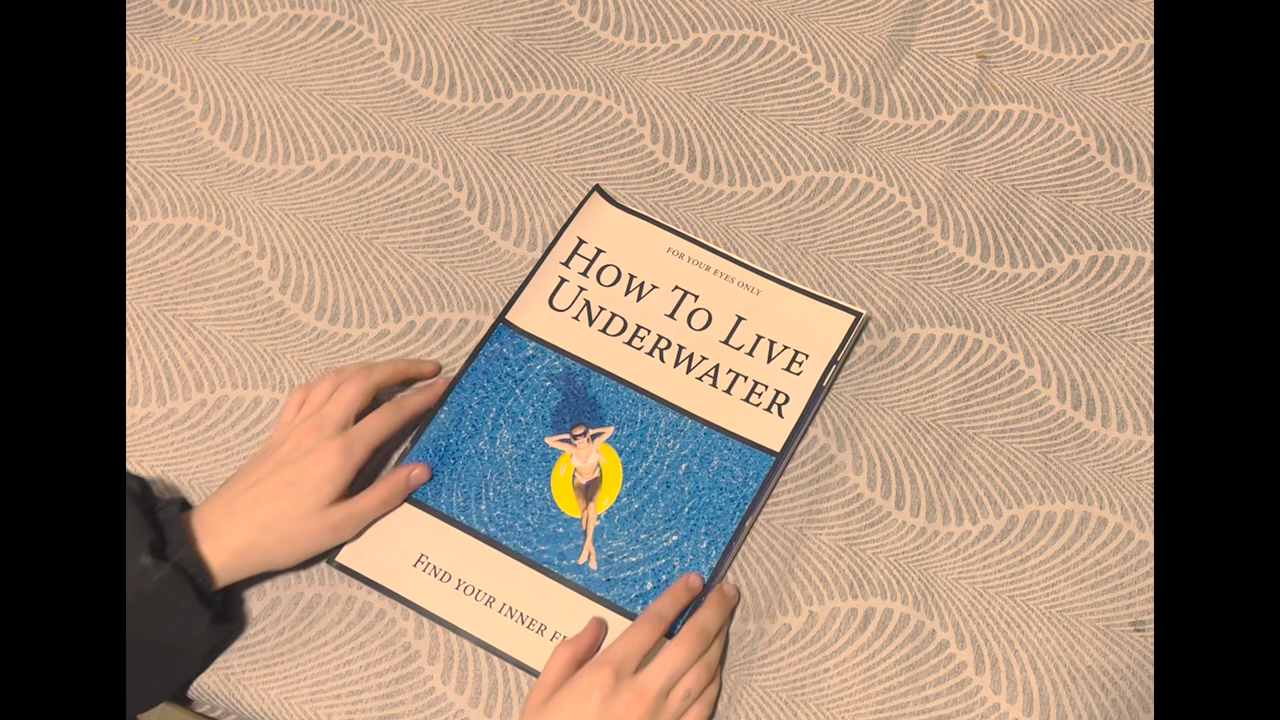 FOR YOUR EYES ONLY
HOW TO LIVE
UNDERWATER
FIND YOUR INNER